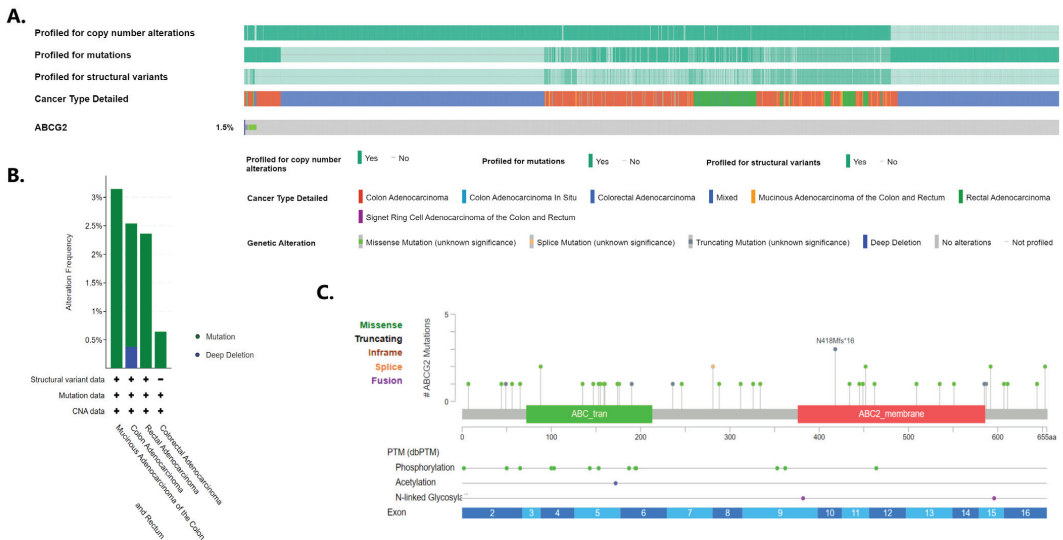 A.
Profiled for copy number alterations
Profiled for mutations
Profiled for structural variants
Cancer Type Detailed
ABCG2 1.5%
Profiled for copy number alterations Yes No Profiled for mutations Yes No Profiled for structural variants Yes No
Cancer Type Detailed Colon Adenocarcinoma Colon Adenocarcinoma In Situ Colorectal Adenocarcinoma Mixed Mucinous Adenocarcinoma of the Colon and Rectum Rectal Adenocarcinoma
Signet Ring Cell Adenocarcinoma of the Colon and Rectum
Genetic Alteration Missense Mutation (unknown significance) Splice Mutation (unknown significance) Truncating Mutation (unknown significance) Deep Deletion No alterations Not profiled
B.
Alteration Frequency
3%
2.5%
2%
1.5%
1%
0.5%
Mutation
Deep Deletion
Structural variant data + + + −
Mutation data + + + +
CNA data + + + +
Mucinous Adenocarcinoma of the Colon and Rectum
Colon Adenocarcinoma
Rectal Adenocarcinoma
Colorectal Adenocarcinoma
C.
Missense
Truncating
Inframe
Splice
Fusion
# ABCG2 Mutations
5
0
N418Mfs*16
ABC_tran ABC2_membrane
0 100 200 300 400 500 600 655aa
PTM (dbPTM)
Phosphorylation
Acetylation
N-linked Glycosyla...
Exon 2 3 4 5 6 7 8 9 10 11 12 13 14 15 16